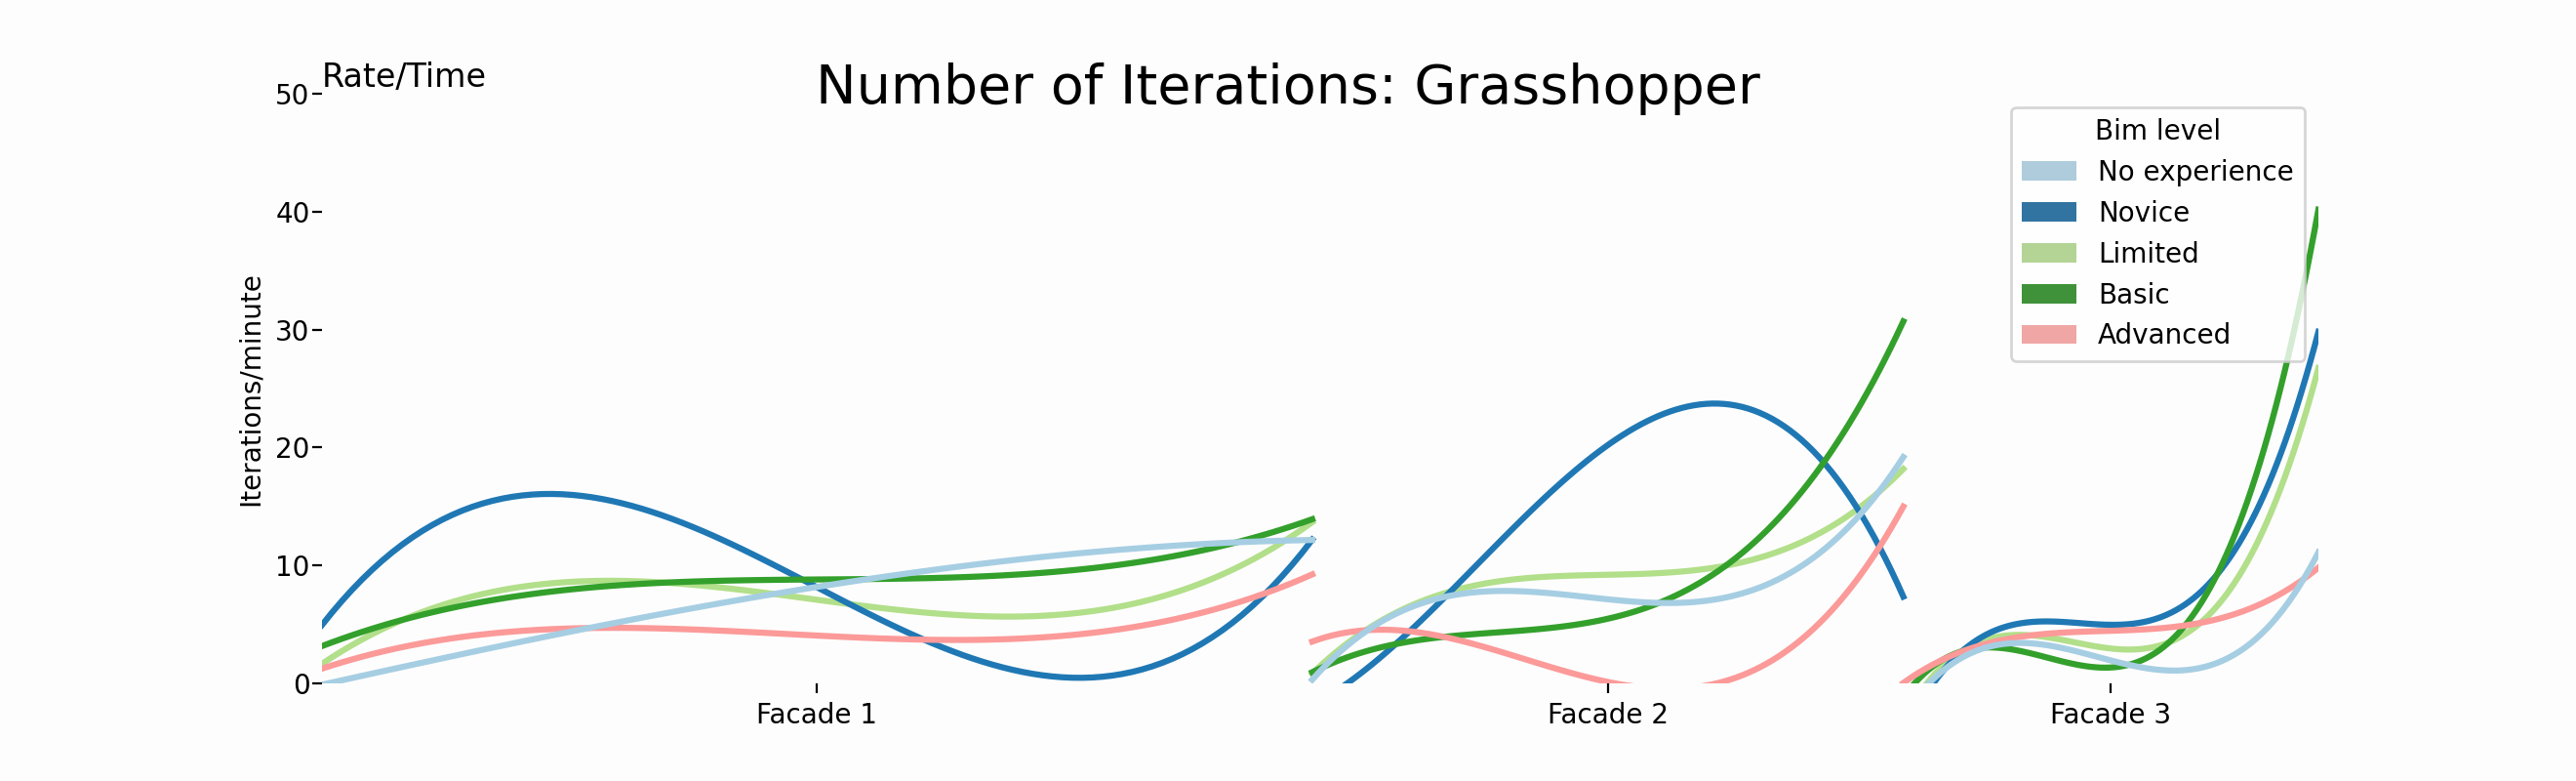 Rate/Time
Number of Iterations: Grasshopper
50
40
30
20
10
0
Iterations/minute
Bim level
No experience
Novice
Limited
Basic
Advanced
Facade 1
Facade 2
Facade 3